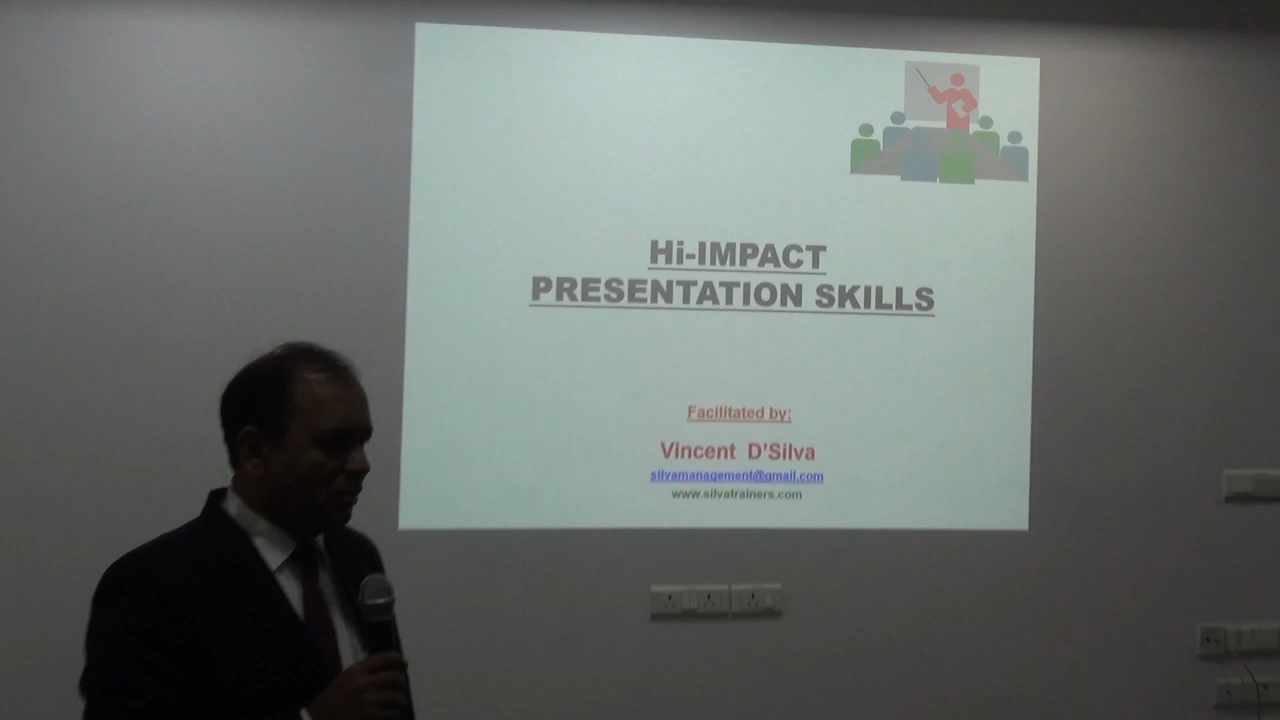 Hi-IMPACT
PRESENTATION SKILLS
Facilitated by:
Vincent D'Silva
silvamanagement@gmail.com
www.silvatrainers.com